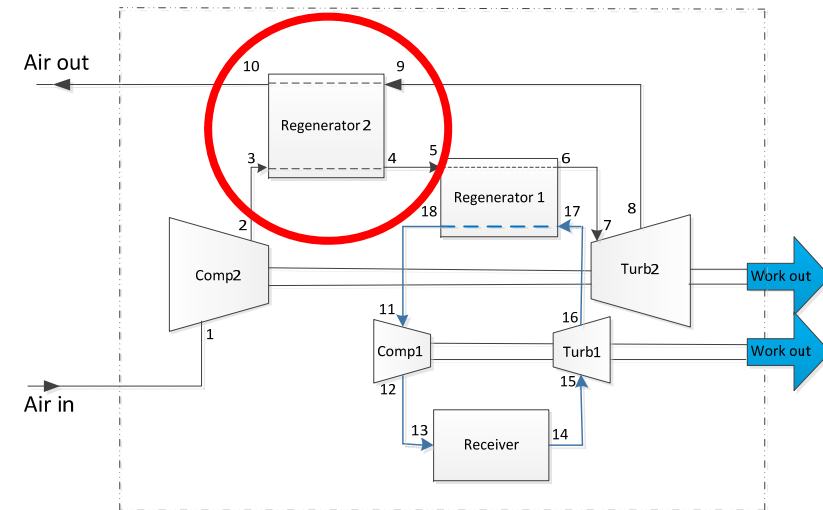 Air out
10
9
Regenerator 2
3
4
5
6
Regenerator 1
2
18
17
7
8
Comp2
Turb2
Work out
1
11
16
Comp1
Turb1
Work out
12
15
Air in
13
14
Receiver